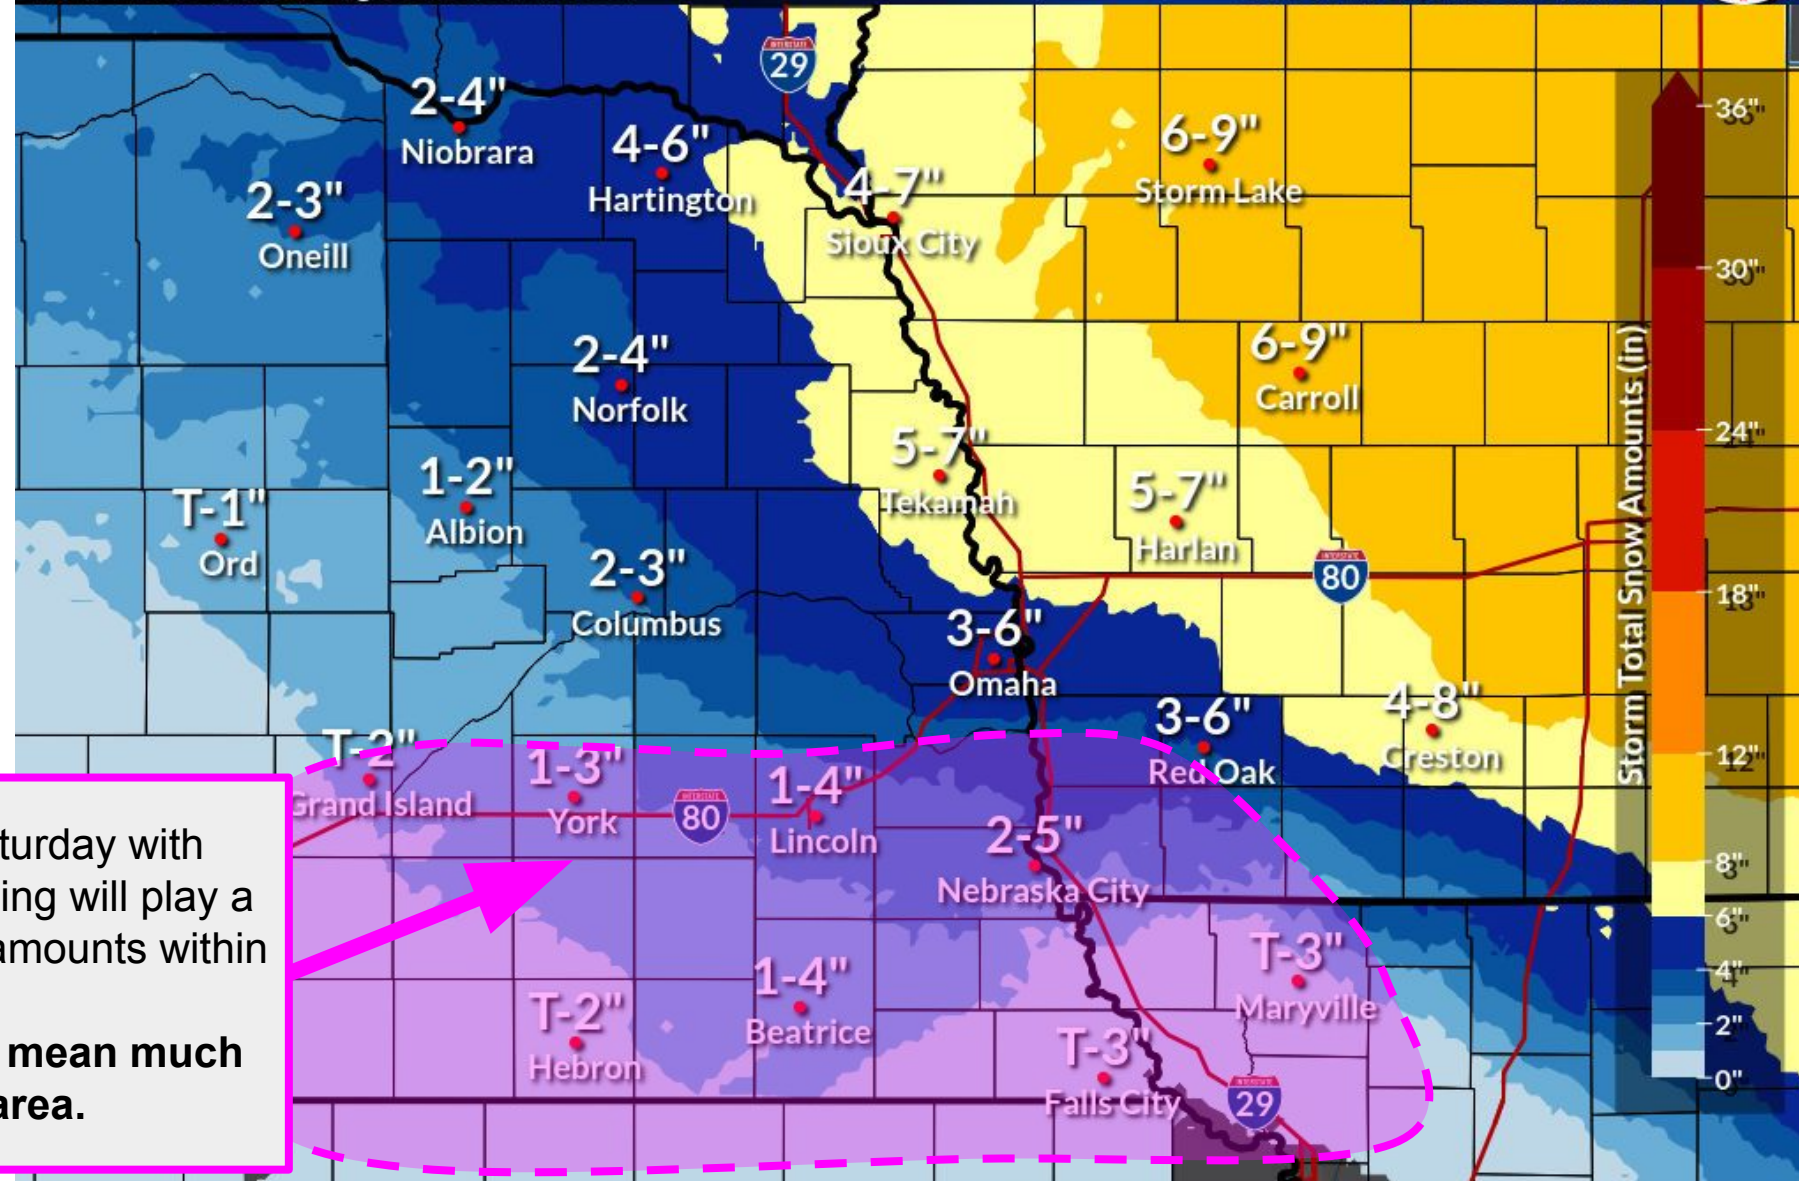 INTERSTATE
29
2-4"
Niobrara
4-6"
Hartington
6-9"
Storm Lake
4-7"
Sioux City
2-3"
Oneill
2-4"
Norfolk
6-9"
Carroll
5-7"
Tekamah
5-7"
Harlan
T-1"
Ord
1-2"
Albion
2-3"
Columbus
INTERSTATE
80
3-6"
Omaha
3-6"
Red Oak
4-8"
Creston
T-2"
Grand Island
1-3"
York
INTERSTATE
80
1-4"
Lincoln
2-5"
Nebraska City
T-2"
Hebron
1-4"
Beatrice
T-3"
Falls City
T-3"
Maryville
INTERSTATE
29
with
ing will play a
amounts within
mean much
area.
Storm Total Snow Amounts (in)
36"
30"
24"
18"
12"
8"
6"
4"
2"
0"